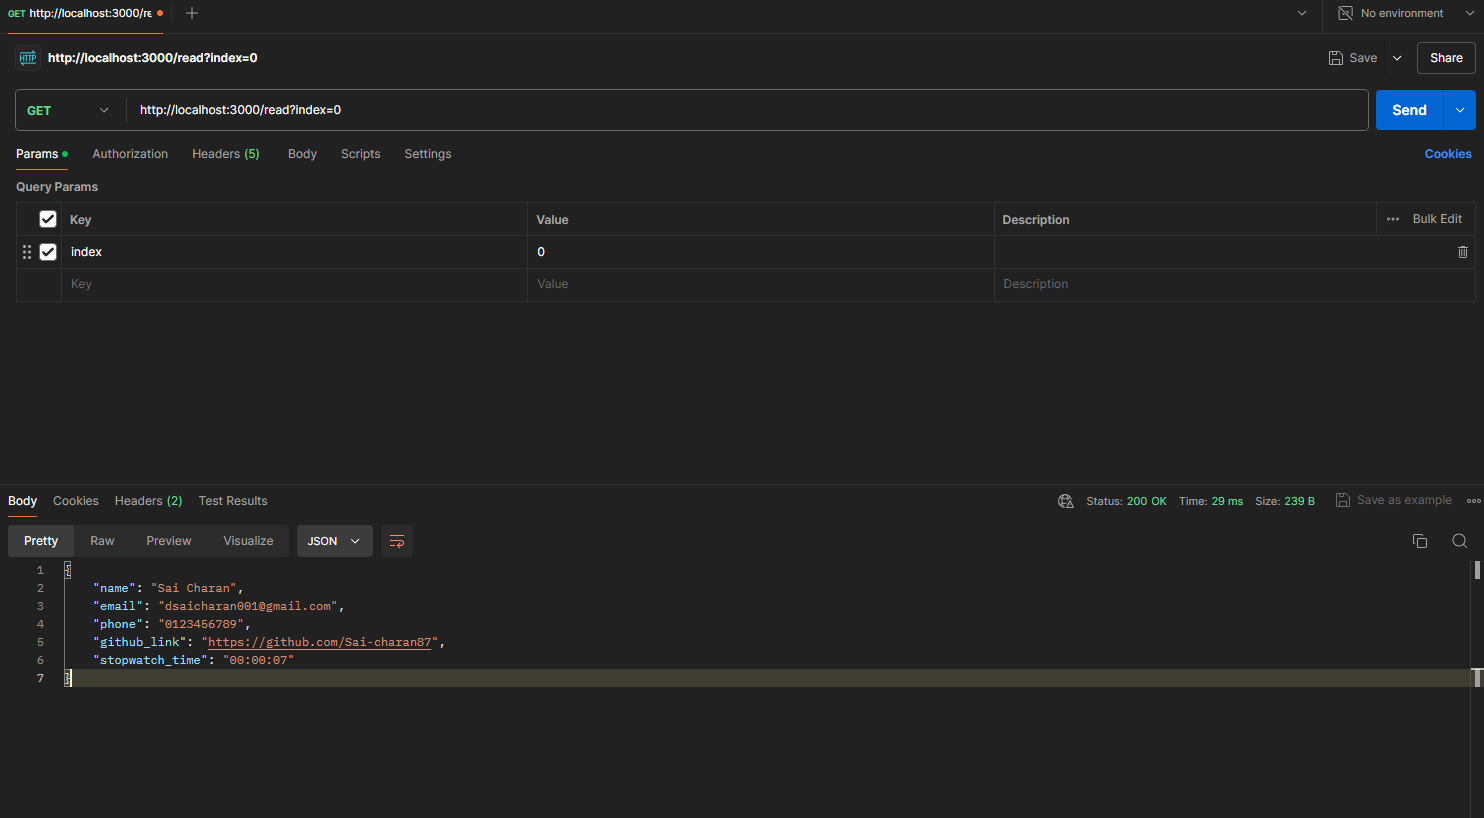 GET http://localhost:3000/re
No environment
HTTP http://localhost:3000/read?index=0
Save
Share
GET http://localhost:3000/read?index=0
Send
Params Authorization Headers (5) Body Scripts Settings
Cookies
Query Params
Key Value Description ••• Bulk Edit
index 0
Key Value Description
Body Cookies Headers (2) Test Results
Status: 200 OK Time: 29 ms Size: 239 B Save as example
Pretty Raw Preview Visualize JSON
1 {
2 "name": "Sai Charan",
3 "email": "dsaicharan001@gmail.com",
4 "phone": "0123456789",
5 "github_link": "https://github.com/Sai-charan87",
6 "stopwatch_time": "00:00:07"
7 }